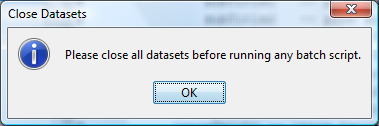 Close Datasets
Please close all datasets before running any batch script.
OK